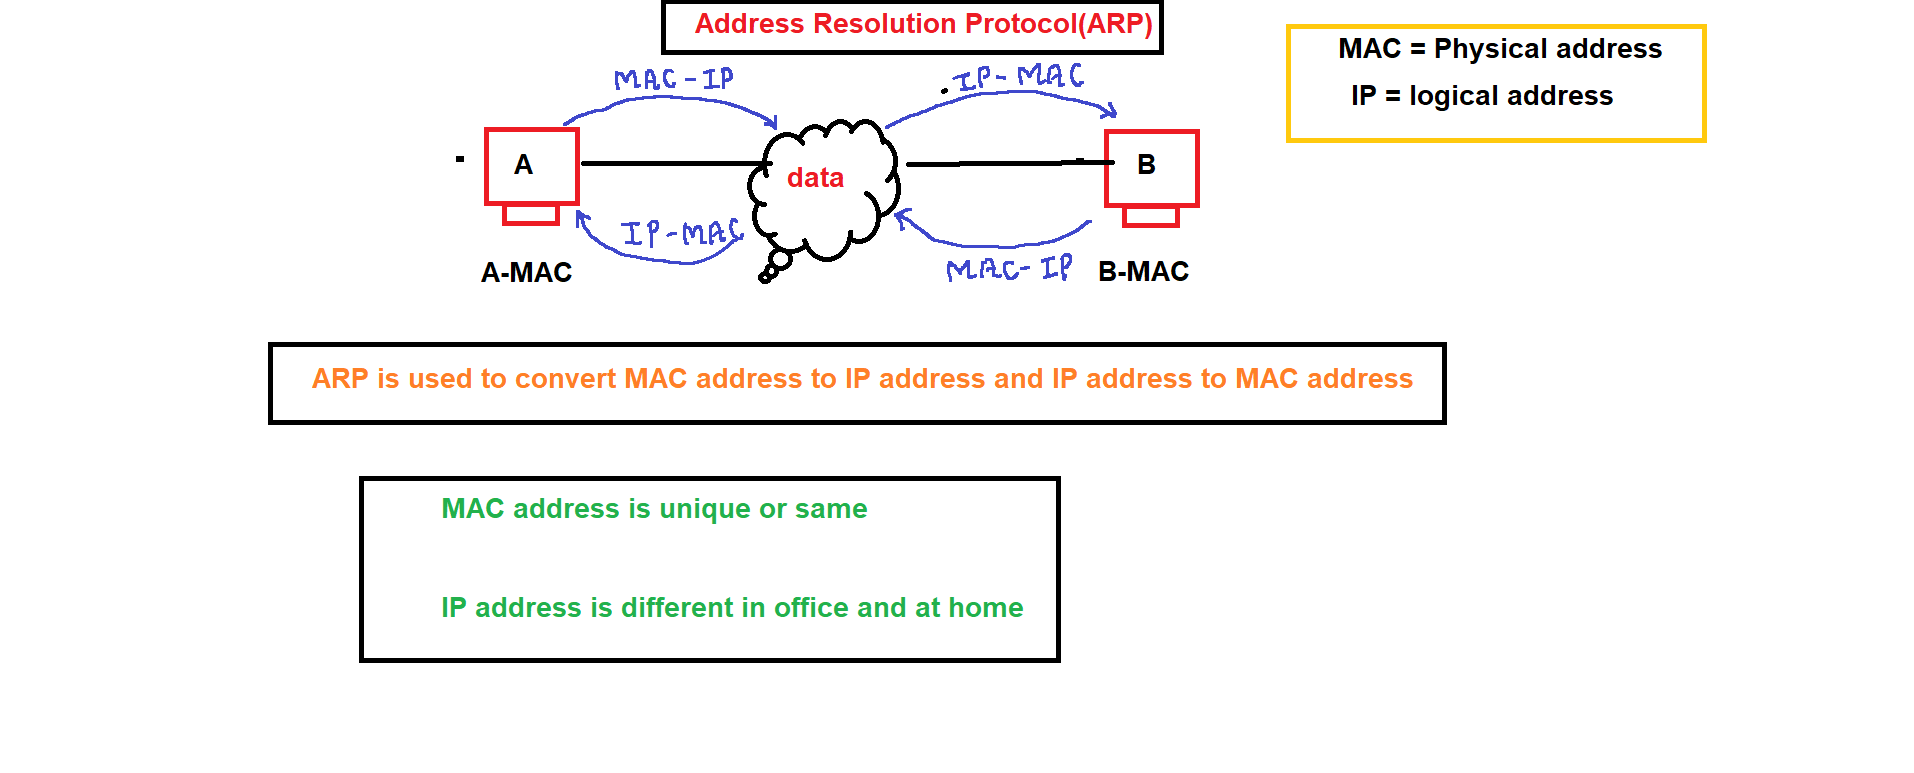 Address Resolution Protocol(ARP)
MAC = Physical address
IP = logical address
MAC-IP
IP-MAC
A
data
B
IP-MAC
MAC-IP
A-MAC
B-MAC
ARP is used to convert MAC address to IP address and IP address to MAC address
MAC address is unique or same
IP address is different in office and at home